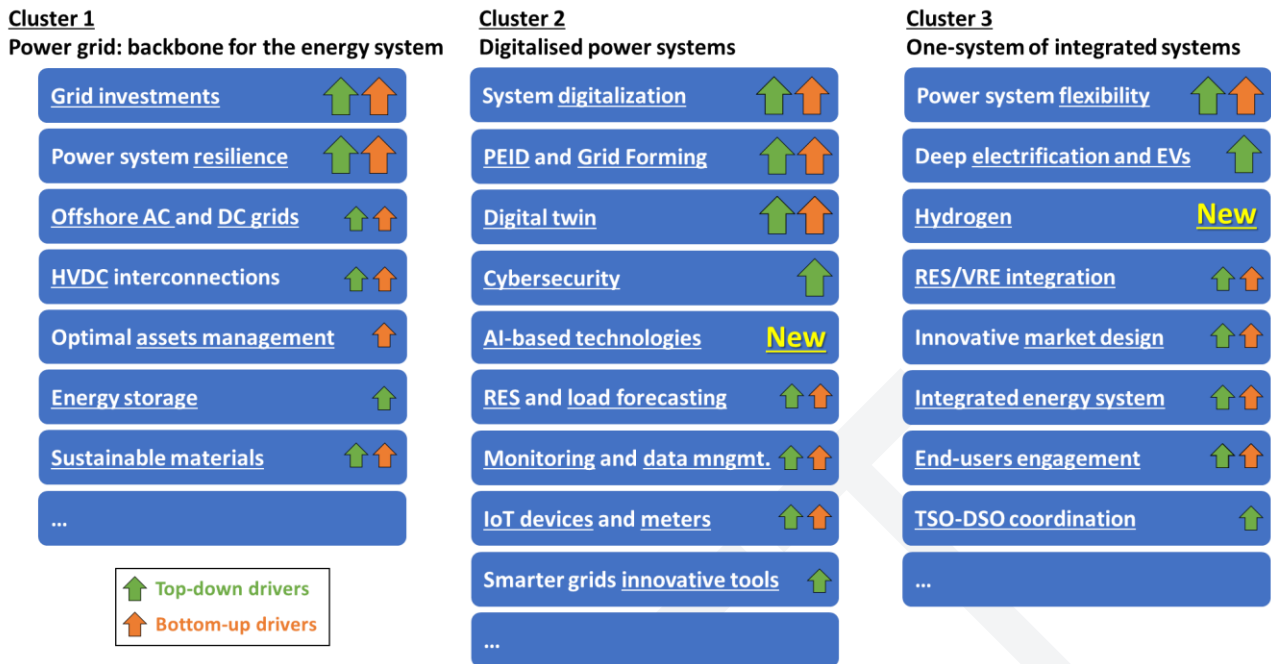 Cluster 1
Power grid: backbone for the energy system
Grid investments
Power system resilience
Offshore AC and DC grids
HVDC interconnections
Optimal assets management
Energy storage
Sustainable materials
...
Top-down drivers
Bottom-up drivers
Cluster 2
Digitalised power systems
System digitalization
PEID and Grid Forming
Digital twin
Cybersecurity
AI-based technologies New
RES and load forecasting
Monitoring and data mngmt.
IoT devices and meters
Smarter grids innovative tools
...
Cluster 3
One-system of integrated systems
Power system flexibility
Deep electrification and EVs
Hydrogen New
RES/VRE integration
Innovative market design
Integrated energy system
End-users engagement
TSO-DSO coordination
...